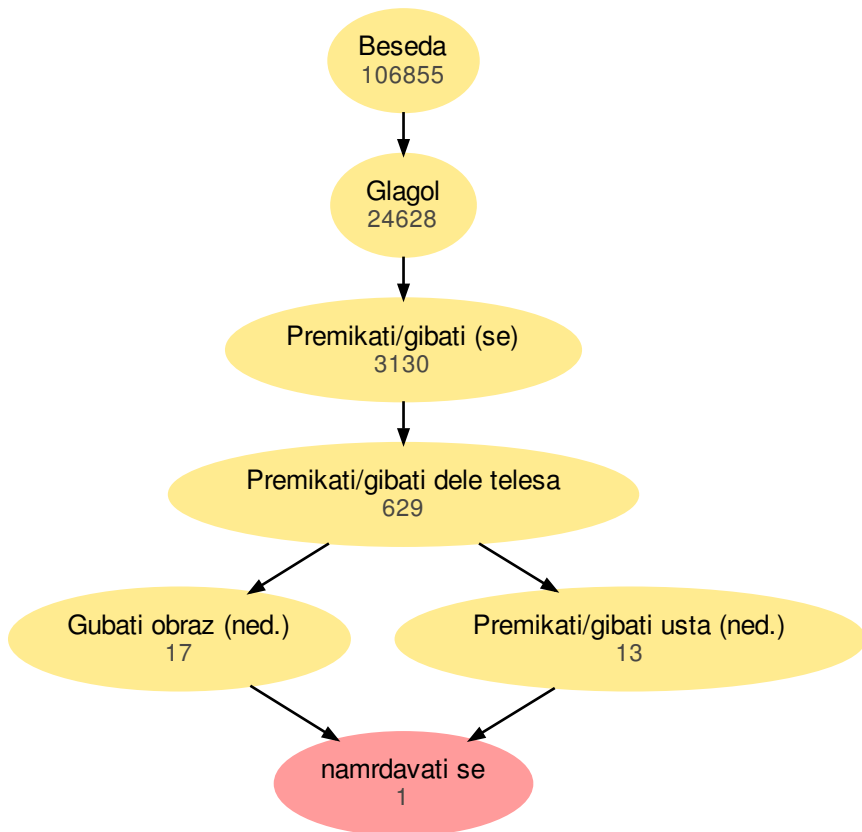 Beseda
106855
Glagol
24628
Premikati/gibati (se)
3130
Premikati/gibati dele telesa
629
Gubati obraz (ned.)
17
Premikati/gibati usta (ned.)
13
namrdavati se
1